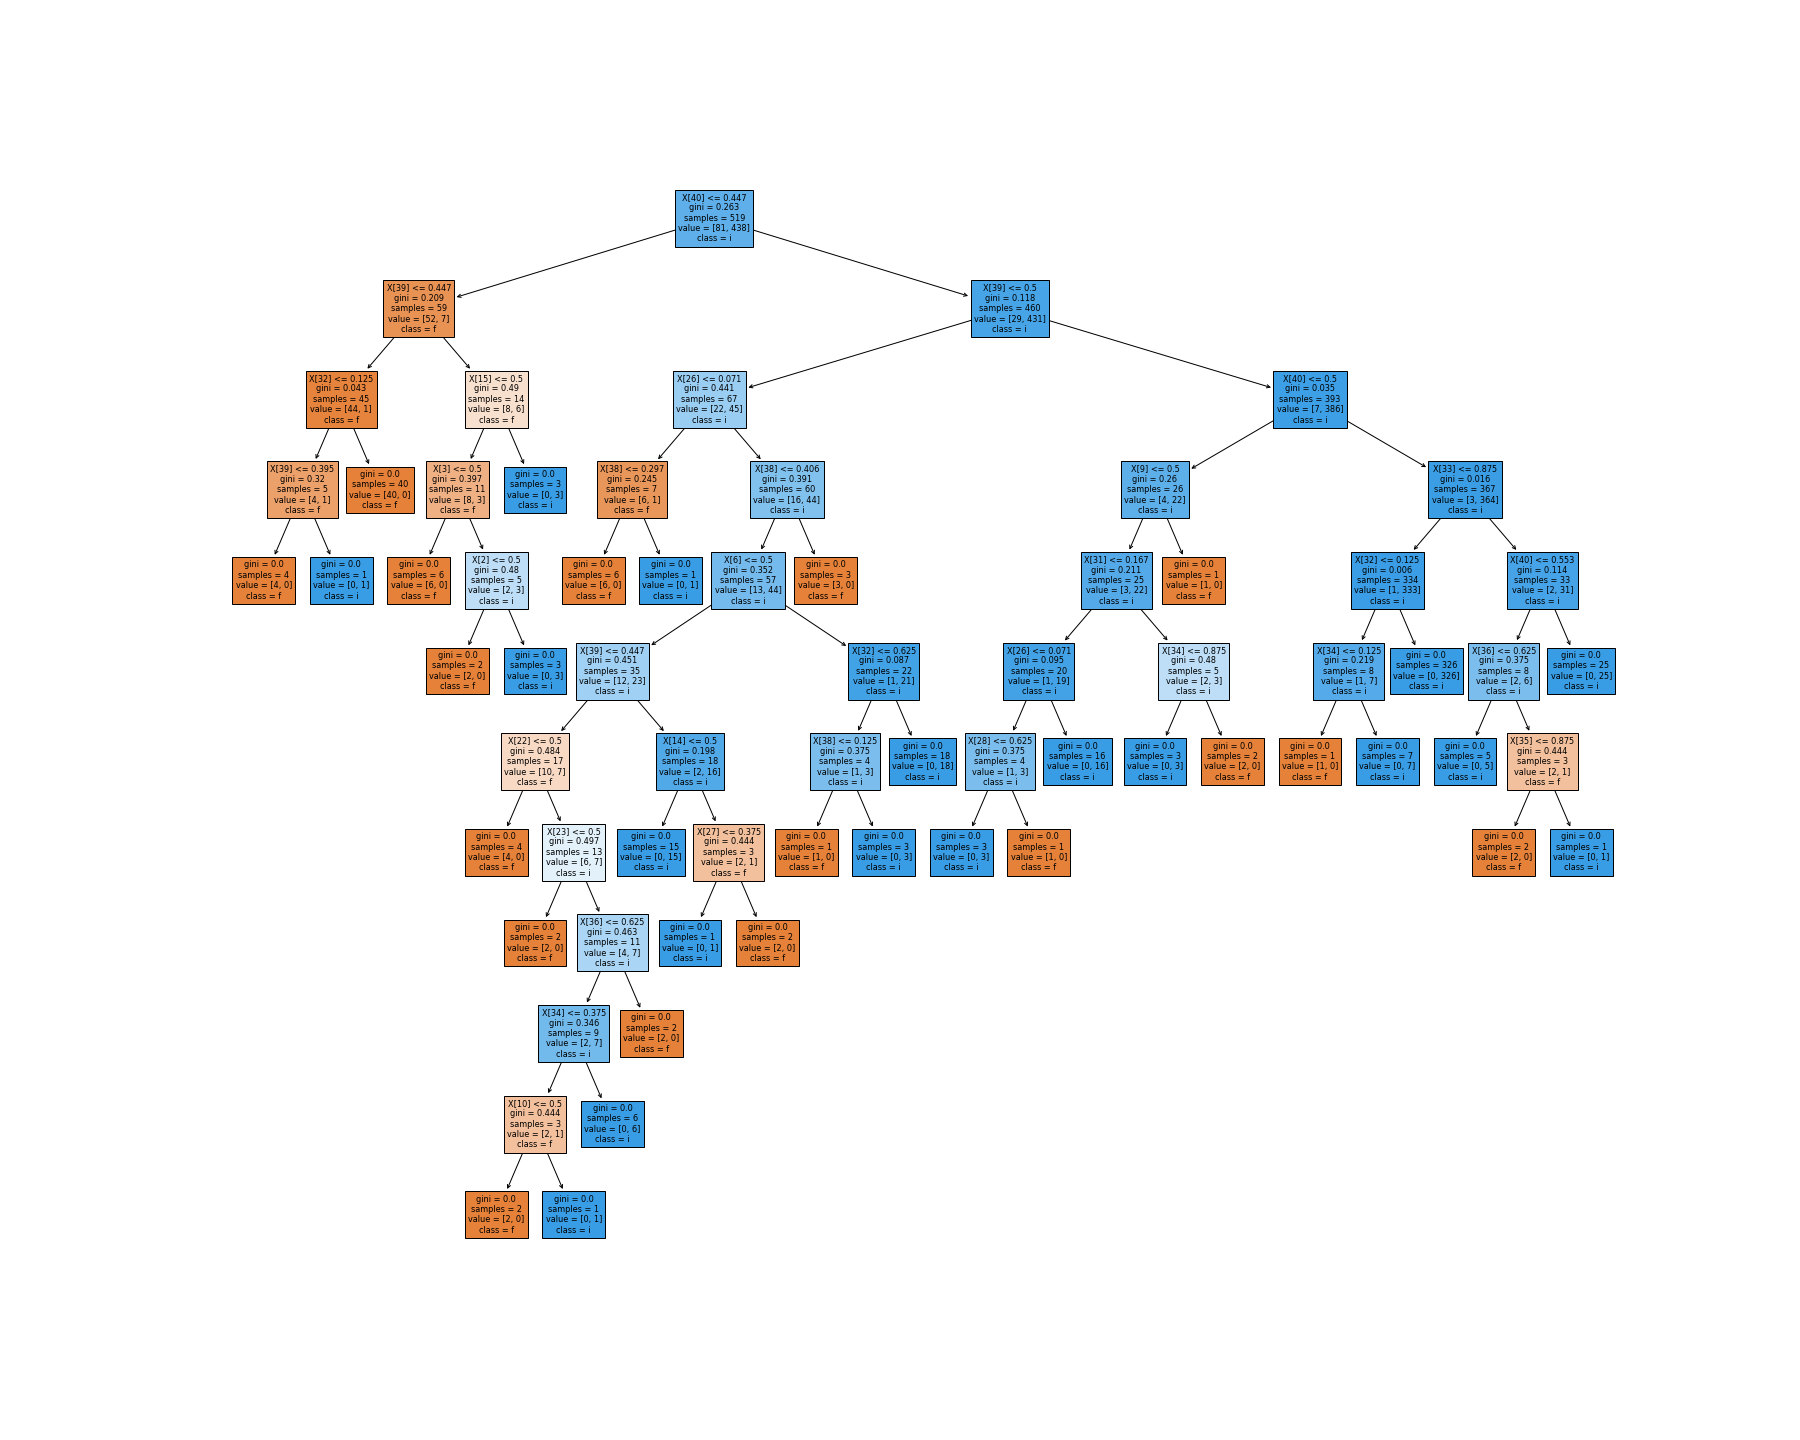 X[40] <= 0.447
gini = 0.263
samples = 519
value = [81, 438]
class = i
X[39] <= 0.447
gini = 0.209
samples = 59
value = [52, 7]
class = f
X[39] <= 0.5
gini = 0.118
samples = 460
value = [29, 431]
class = i
X[32] <= 0.125
gini = 0.043
samples = 45
value = [44, 1]
class = f
X[15] <= 0.5
gini = 0.49
samples = 14
value = [8, 6]
class = f
X[26] <= 0.071
gini = 0.441
samples = 67
value = [22, 45]
class = i
X[40] <= 0.5
gini = 0.035
samples = 393
value = [7, 386]
class = i
X[39] <= 0.395
gini = 0.32
samples = 5
value = [4, 1]
class = f
gini = 0.0
samples = 40
value = [40, 0]
class = f
X[3] <= 0.5
gini = 0.397
samples = 11
value = [8, 3]
class = f
gini = 0.0
samples = 3
value = [0, 3]
class = i
X[38] <= 0.297
gini = 0.245
samples = 7
value = [6, 1]
class = f
X[38] <= 0.406
gini = 0.391
samples = 60
value = [16, 44]
class = i
X[9] <= 0.5
gini = 0.26
samples = 26
value = [4, 22]
class = i
X[33] <= 0.875
gini = 0.016
samples = 367
value = [3, 364]
class = i
gini = 0.0
samples = 4
value = [4, 0]
class = f
gini = 0.0
samples = 1
value = [0, 1]
class = i
gini = 0.0
samples = 6
value = [6, 0]
class = f
X[2] <= 0.5
gini = 0.48
samples = 5
value = [2, 3]
class = i
gini = 0.0
samples = 6
value = [6, 0]
class = f
gini = 0.0
samples = 1
value = [0, 1]
class = i
X[6] <= 0.5
gini = 0.352
samples = 57
value = [13, 44]
class = i
gini = 0.0
samples = 3
value = [3, 0]
class = f
X[31] <= 0.167
gini = 0.211
samples = 25
value = [3, 22]
class = i
gini = 0.0
samples = 1
value = [1, 0]
class = f
X[32] <= 0.125
gini = 0.006
samples = 334
value = [1, 333]
class = i
X[40] <= 0.553
gini = 0.114
samples = 33
value = [2, 31]
class = i
gini = 0.0
samples = 2
value = [2, 0]
class = f
gini = 0.0
samples = 3
value = [0, 3]
class = i
X[39] <= 0.447
gini = 0.451
samples = 35
value = [12, 23]
class = i
X[32] <= 0.625
gini = 0.087
samples = 22
value = [1, 21]
class = i
X[26] <= 0.071
gini = 0.095
samples = 20
value = [1, 19]
class = i
X[34] <= 0.875
gini = 0.48
samples = 5
value = [2, 3]
class = i
X[34] <= 0.125
gini = 0.219
samples = 8
value = [1, 7]
class = i
gini = 0.0
samples = 326
value = [0, 326]
class = i
X[36] <= 0.625
gini = 0.375
samples = 8
value = [2, 6]
class = i
gini = 0.0
samples = 25
value = [0, 25]
class = i
X[22] <= 0.5
gini = 0.484
samples = 17
value = [10, 7]
class = f
X[14] <= 0.5
gini = 0.198
samples = 18
value = [2, 16]
class = i
X[38] <= 0.125
gini = 0.375
samples = 4
value = [1, 3]
class = i
gini = 0.0
samples = 18
value = [0, 18]
class = i
X[28] <= 0.625
gini = 0.375
samples = 4
value = [1, 3]
class = i
gini = 0.0
samples = 16
value = [0, 16]
class = i
gini = 0.0
samples = 3
value = [0, 3]
class = i
gini = 0.0
samples = 2
value = [2, 0]
class = f
gini = 0.0
samples = 1
value = [1, 0]
class = f
gini = 0.0
samples = 7
value = [0, 7]
class = i
gini = 0.0
samples = 5
value = [0, 5]
class = i
X[35] <= 0.875
gini = 0.444
samples = 3
value = [2, 1]
class = f
gini = 0.0
samples = 4
value = [4, 0]
class = f
X[23] <= 0.5
gini = 0.497
samples = 13
value = [6, 7]
class = i
gini = 0.0
samples = 15
value = [0, 15]
class = i
X[27] <= 0.375
gini = 0.444
samples = 3
value = [2, 1]
class = f
gini = 0.0
samples = 1
value = [1, 0]
class = f
gini = 0.0
samples = 3
value = [0, 3]
class = i
gini = 0.0
samples = 3
value = [0, 3]
class = i
gini = 0.0
samples = 1
value = [1, 0]
class = f
gini = 0.0
samples = 2
value = [2, 0]
class = f
gini = 0.0
samples = 1
value = [0, 1]
class = i
gini = 0.0
samples = 2
value = [2, 0]
class = f
X[36] <= 0.625
gini = 0.463
samples = 11
value = [4, 7]
class = i
gini = 0.0
samples = 1
value = [0, 1]
class = i
gini = 0.0
samples = 2
value = [2, 0]
class = f
X[34] <= 0.375
gini = 0.346
samples = 9
value = [2, 7]
class = i
gini = 0.0
samples = 2
value = [2, 0]
class = f
X[10] <= 0.5
gini = 0.444
samples = 3
value = [2, 1]
class = f
gini = 0.0
samples = 6
value = [0, 6]
class = i
gini = 0.0
samples = 2
value = [2, 0]
class = f
gini = 0.0
samples = 1
value = [0, 1]
class = i